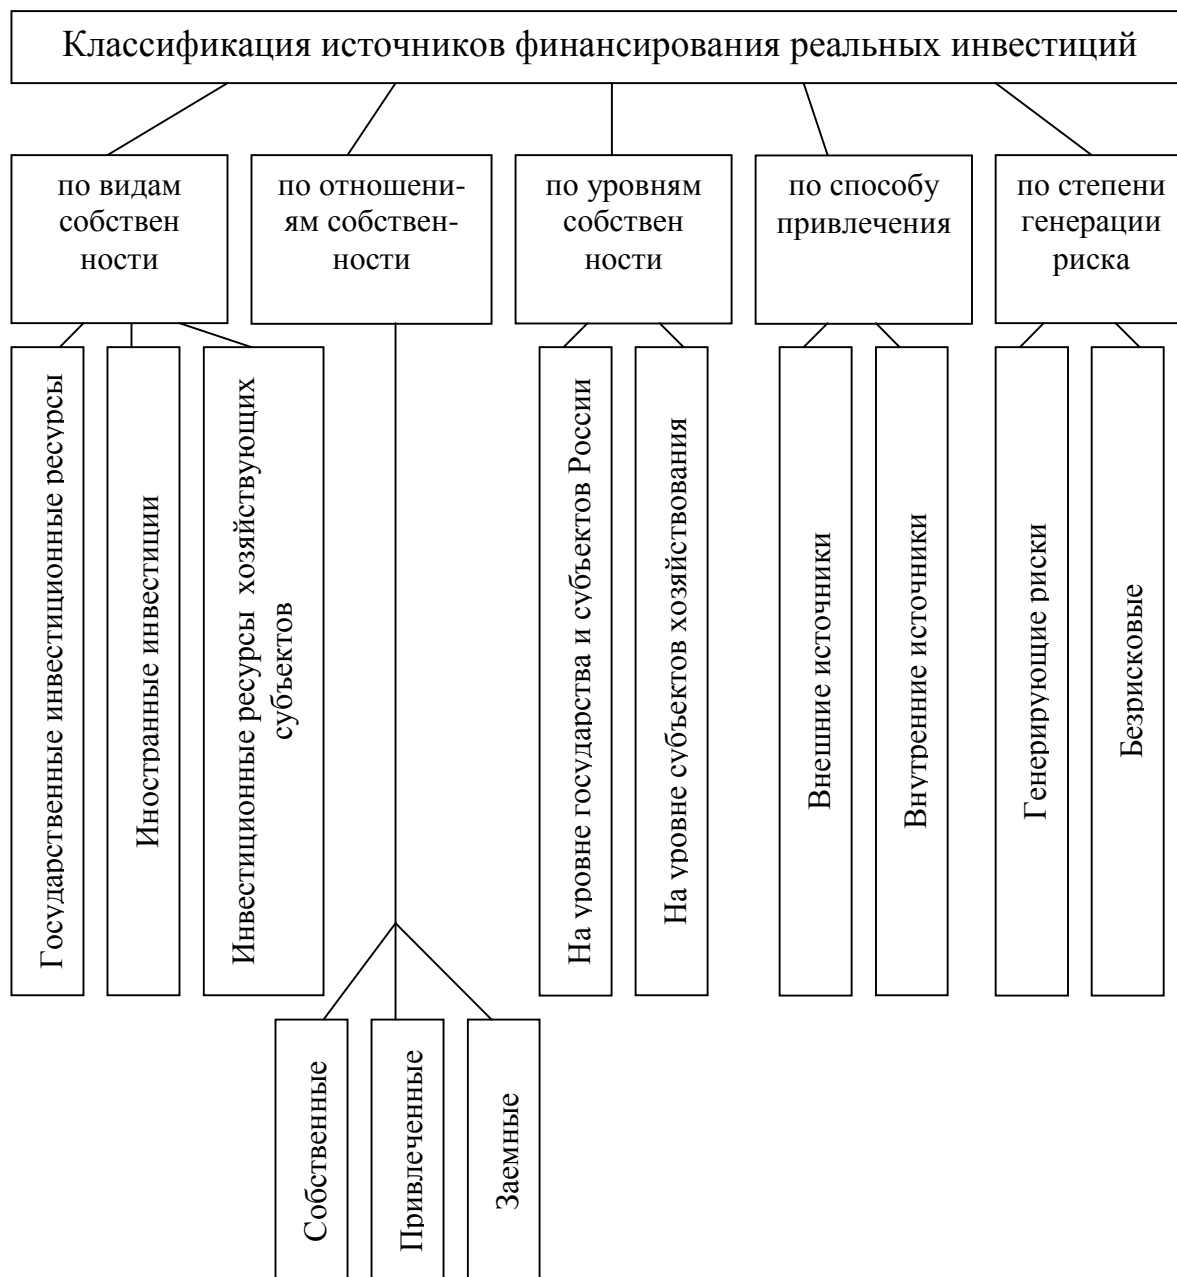 Классификация источников финансирования реальных инвестиций
по видам
собствен
ности
по отношени-
ям собствен-
ности
по уровням
собствен
ности
по способу
привлечения
по степени
генерации
риска
Государственные инвестиционные ресурсы
Иностранные инвестиции
Инвестиционные ресурсы хозяйствующих
субъектов
На уровне государства и субъектов России
На уровне субъектов хозяйствования
Внешние источники
Внутренние источники
Генерирующие риски
Безрисковые
Собственные
Привлеченные
Заемные